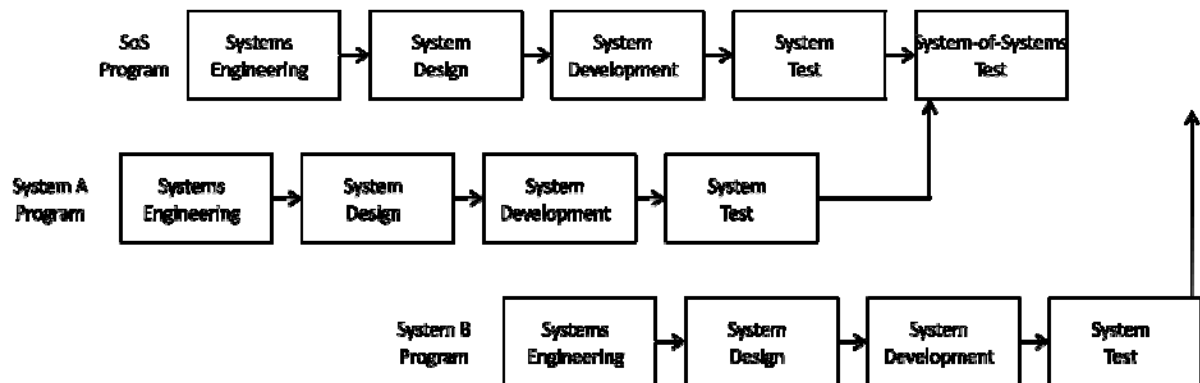 SoS
Program
Systems
Engineering
System
Design
System
Development
System
Test
System-of-Systems
Test
System A
Program
Systems
Engineering
System
Design
System
Development
System
Test
System B
Program
Systems
Engineering
System
Design
System
Development
System
Test